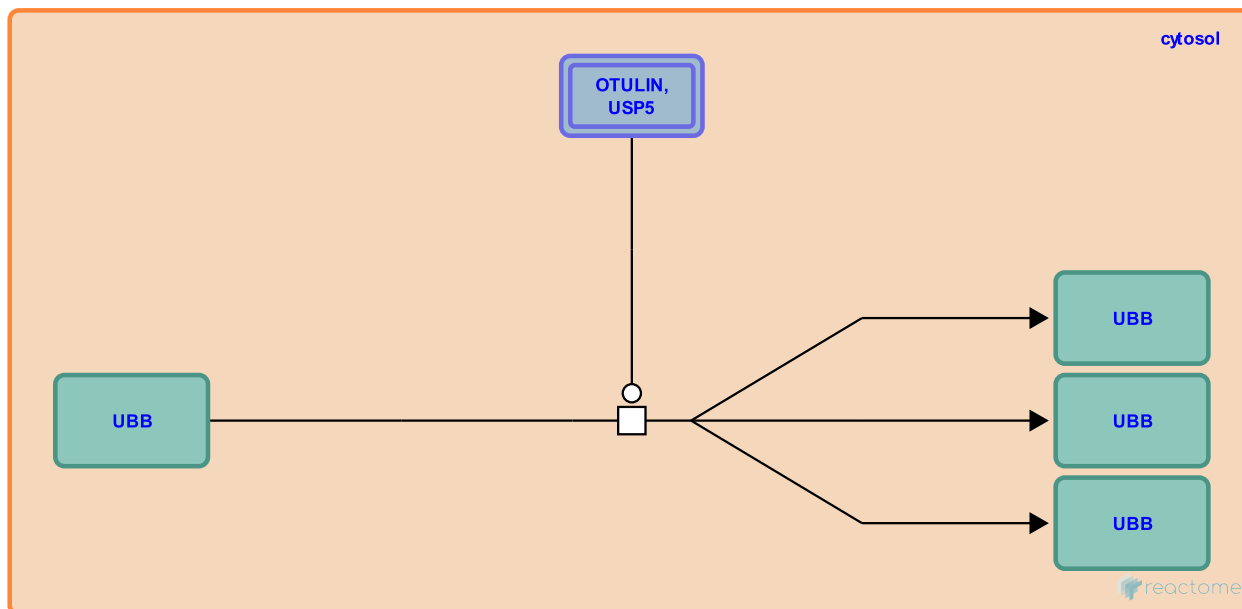 cytosol
OTULIN,
USP5
UBB
UBB
UBB
UBB
reactome